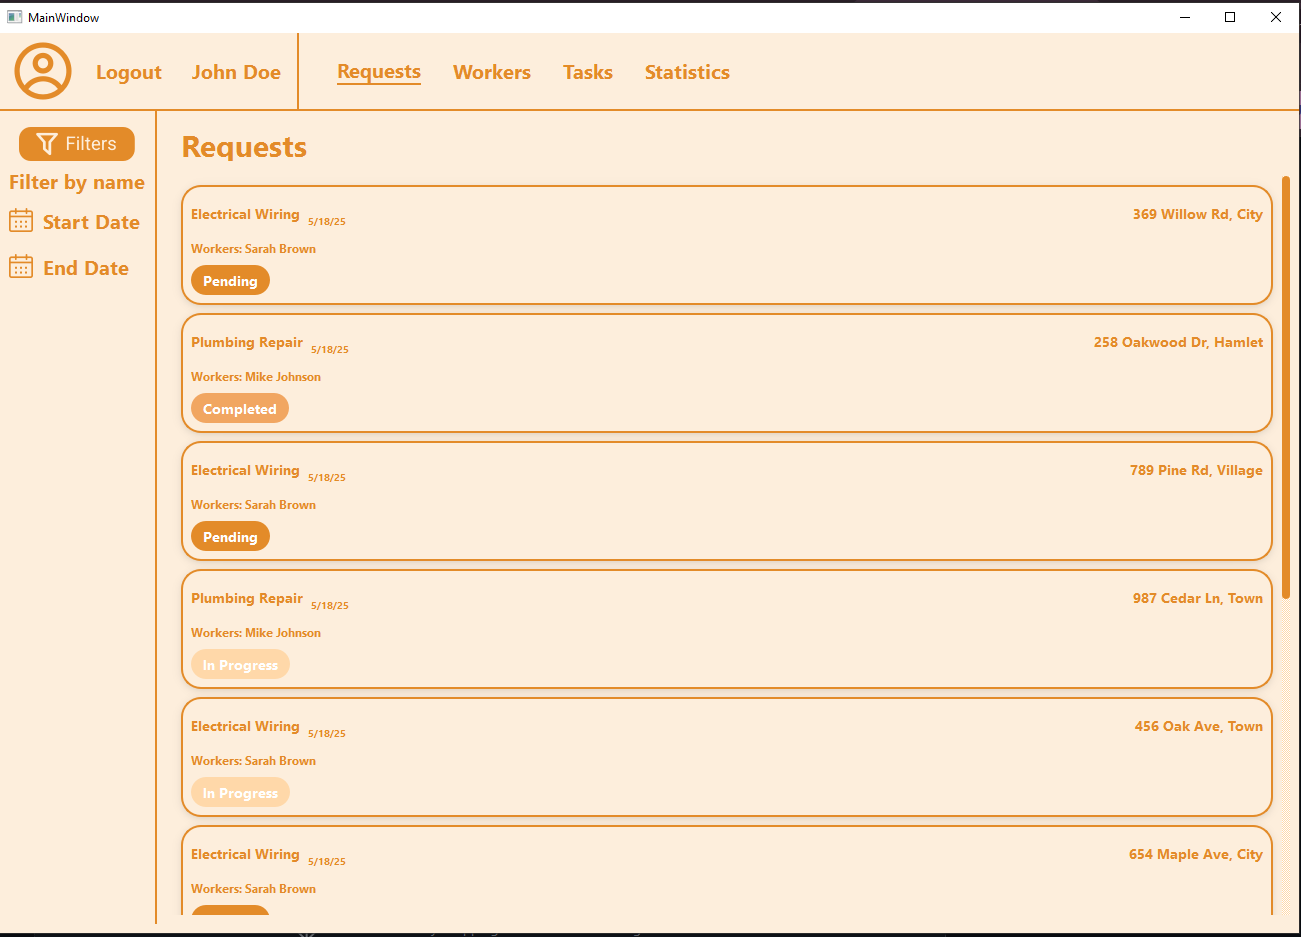 MainWindow
Logout John Doe Requests Workers Tasks Statistics
Filters
Filter by name
Start Date
End Date
Requests
Electrical Wiring 5/18/25 369 Willow Rd, City
Workers: Sarah Brown
Pending
Plumbing Repair 5/18/25 258 Oakwood Dr, Hamlet
Workers: Mike Johnson
Completed
Electrical Wiring 5/18/25 789 Pine Rd, Village
Workers: Sarah Brown
Pending
Plumbing Repair 5/18/25 987 Cedar Ln, Town
Workers: Mike Johnson
In Progress
Electrical Wiring 5/18/25 456 Oak Ave, Town
Workers: Sarah Brown
In Progress
Electrical Wiring 5/18/25 654 Maple Ave, City
Workers: Sarah Brown